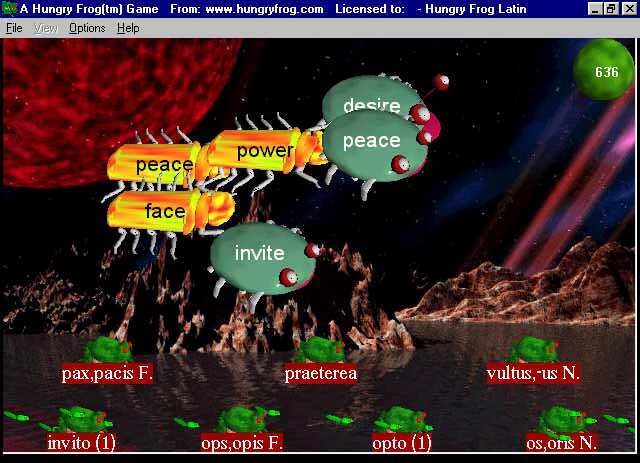 A Hungry Frog(tm) Game From: www.hungryfrog.com Licensed to: - Hungry Frog Latin
File View Options Help
636
desire
peace
peace
power
face
invite
pax,pacis F.
praeterea
vultus,-us N.
invito (1)
ops,opis F.
opto (1)
os,oris N.